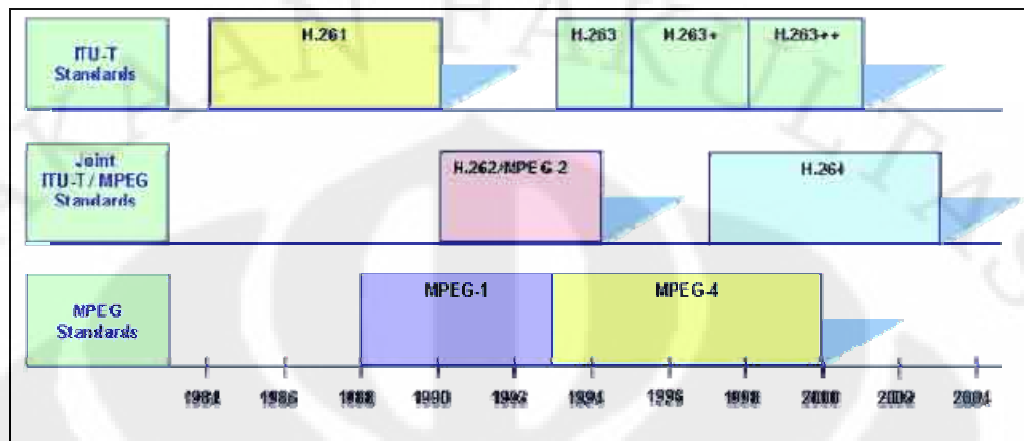 ITU-T
Standards
H.261
H.263
H.263+
H.263++
Joint
ITU-T / MPEG
Standards
H.262/MPEG-2
H.264
MPEG
Standards
MPEG-1
MPEG-4
1984 1986 1988 1990 1992 1994 1996 1998 2000 2002 2004
FAKULTAS